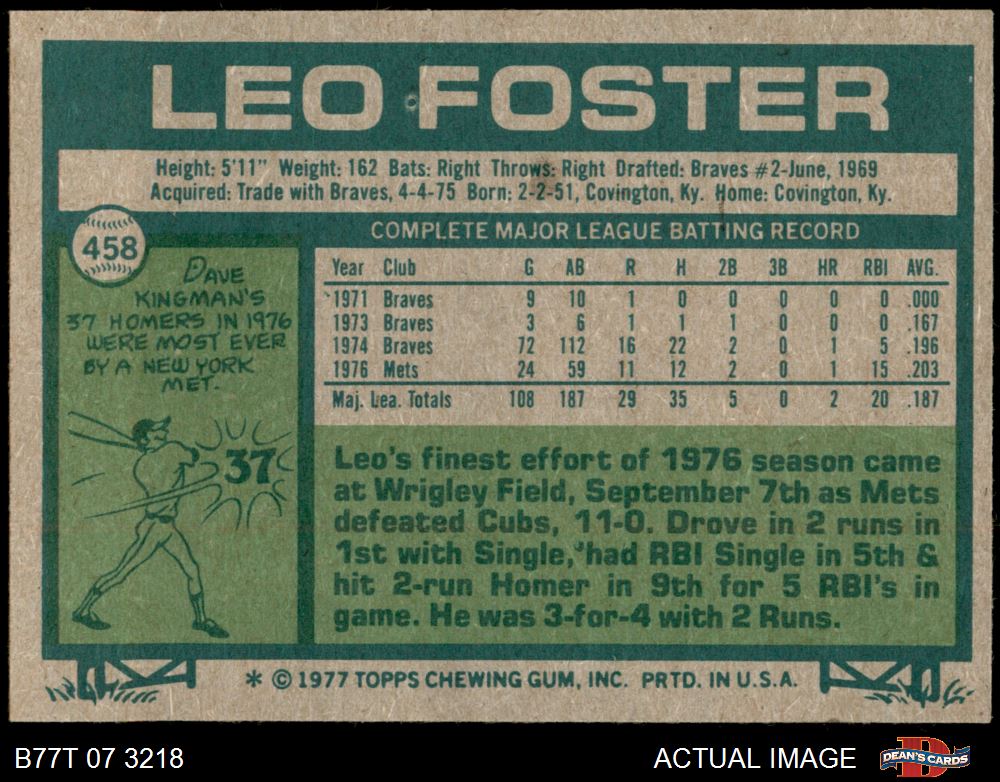 LEO FOSTER
Height: 5'11" Weight: 162 Bats: Right Throws: Right Drafted: Braves #2-June, 1969
Acquired: Trade with Braves, 4-4-75 Born: 2-2-51, Covington, Ky. Home: Covington, Ky.
458
DAVE
KINGMAN'S
37 HOMERS IN 1976
WERE MOST EVER
BY A NEW YORK
MET.
37
COMPLETE MAJOR LEAGUE BATTING RECORD
Year Club G AB R H 2B 3B HR RBI AVG.
1971 Braves 9 10 1 0 0 0 0 0 .000
1973 Braves 3 6 1 1 1 0 0 0 .167
1974 Braves 72 112 16 22 2 0 1 5 .196
1976 Mets 24 59 11 12 2 0 1 15 .203
Maj. Lea. Totals 108 187 29 35 5 0 2 20 .187
Leo's finest effort of 1976 season came
at Wrigley Field, September 7th as Mets
defeated Cubs, 11-0. Drove in 2 runs in
1st with Single, had RBI Single in 5th &
hit 2-run Homer in 9th for 5 RBI's in
game. He was 3-for-4 with 2 Runs.
* © 1977 TOPPS CHEWING GUM, INC. PRTD. IN U.S.A.
B77T 07 3218
ACTUAL IMAGE
DEAN'S CARDS